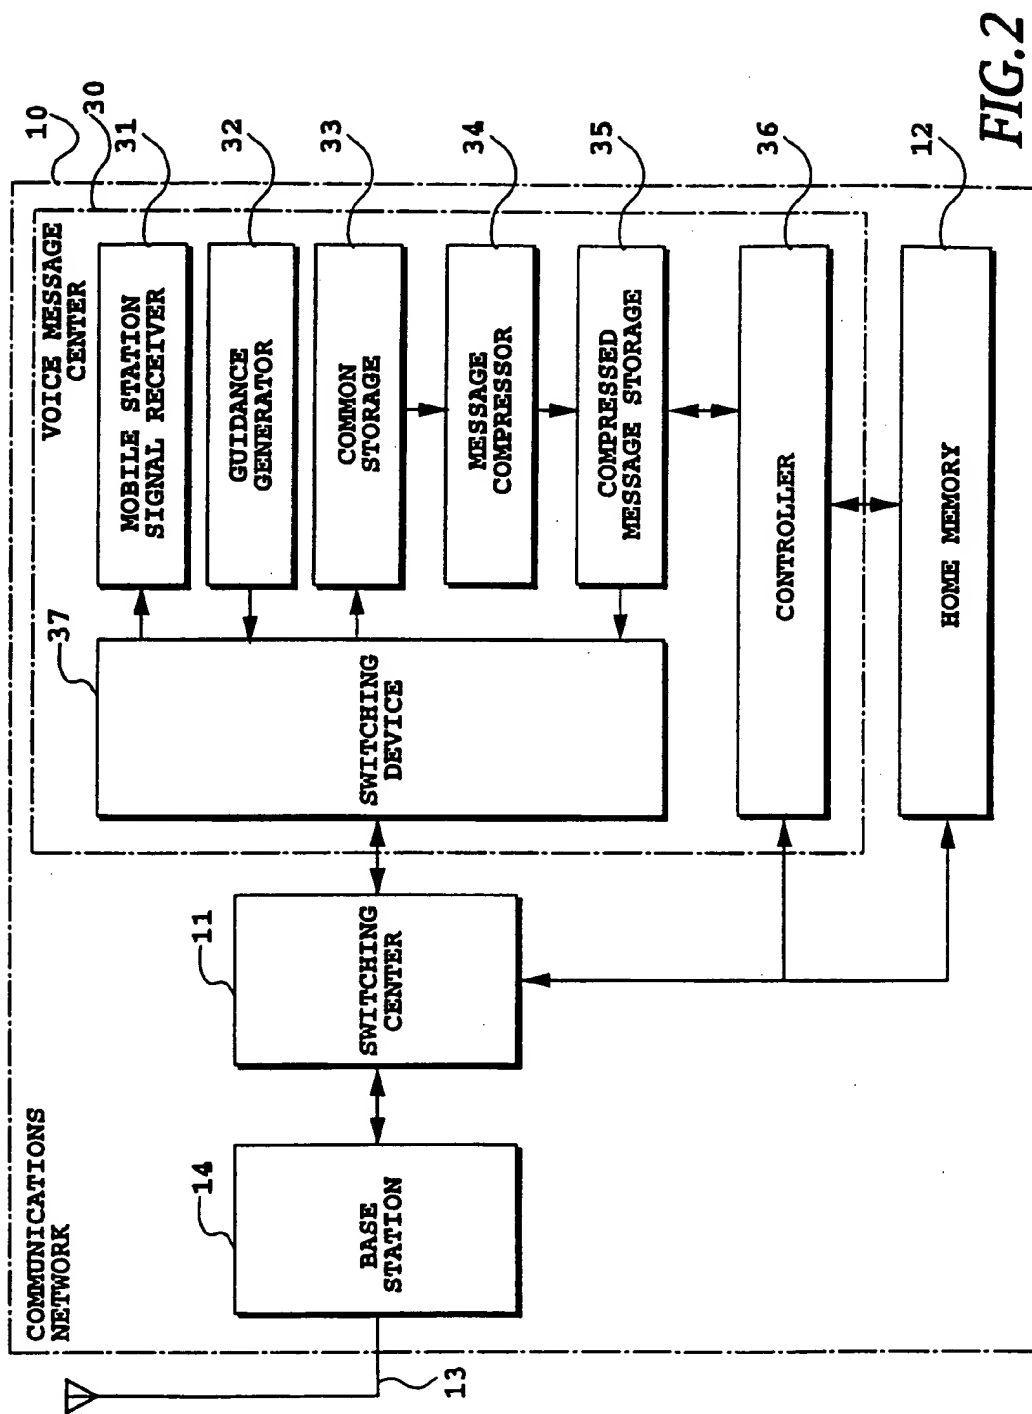 COMMUNICATIONS
NETWORK
10
30
VOICE MESSAGE
CENTER
13
14
BASE
STATION
11
SWITCHING
CENTER
37
SWITCHING
DEVICE
MOBILE STATION
SIGNAL RECEIVER
31
GUIDANCE
GENERATOR
32
COMMON
STORAGE
33
MESSAGE
COMPRESSOR
34
COMPRESSED
MESSAGE STORAGE
35
CONTROLLER
36
HOME MEMORY
12
FIG.2